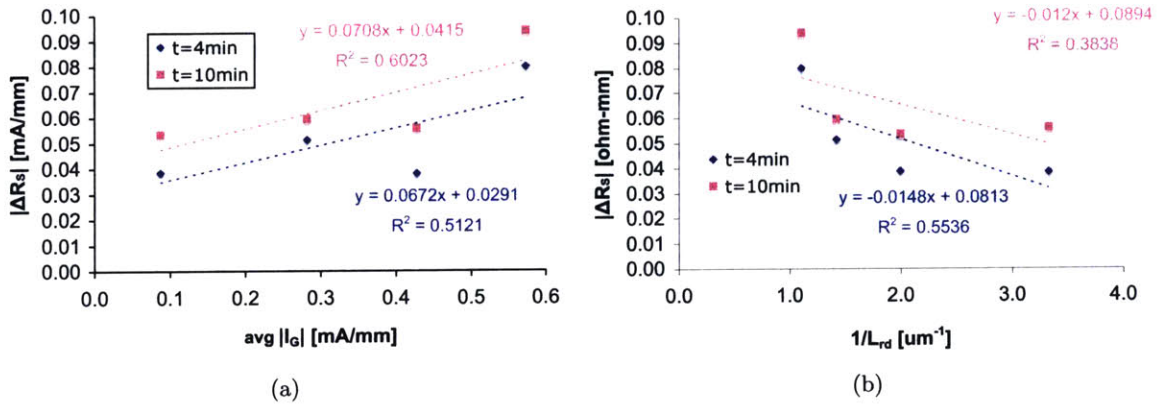 0.10
0.09
0.08
0.07
0.06
0.05
0.04
0.03
0.02
0.01
0.00
|ΔRs| [mA/mm]
t=4min
t=10min
y = 0.0708x + 0.0415
R² = 0.6023
y = 0.0672x + 0.0291
R² = 0.5121
0.0 0.1 0.2 0.3 0.4 0.5 0.6
avg |I_G| [mA/mm]
(a)
0.10
0.09
0.08
0.07
0.06
0.05
0.04
0.03
0.02
0.01
0.00
|ΔRs| [ohm-mm]
y = -0.012x + 0.0894
R² = 0.3838
t=4min
t=10min
y = -0.0148x + 0.0813
R² = 0.5536
0.0 1.0 2.0 3.0 4.0
1/L_rd [um⁻¹]
(b)